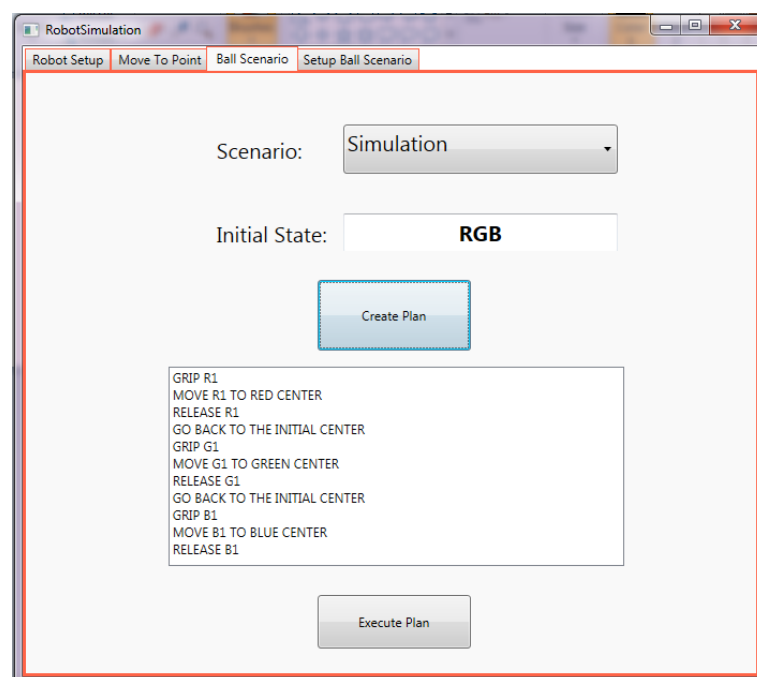 RobotSimulation
Robot Setup Move To Point Ball Scenario Setup Ball Scenario
Scenario: Simulation
Initial State: RGB
Create Plan
GRIP R1
MOVE R1 TO RED CENTER
RELEASE R1
GO BACK TO THE INITIAL CENTER
GRIP G1
MOVE G1 TO GREEN CENTER
RELEASE G1
GO BACK TO THE INITIAL CENTER
GRIP B1
MOVE B1 TO BLUE CENTER
RELEASE B1
Execute Plan